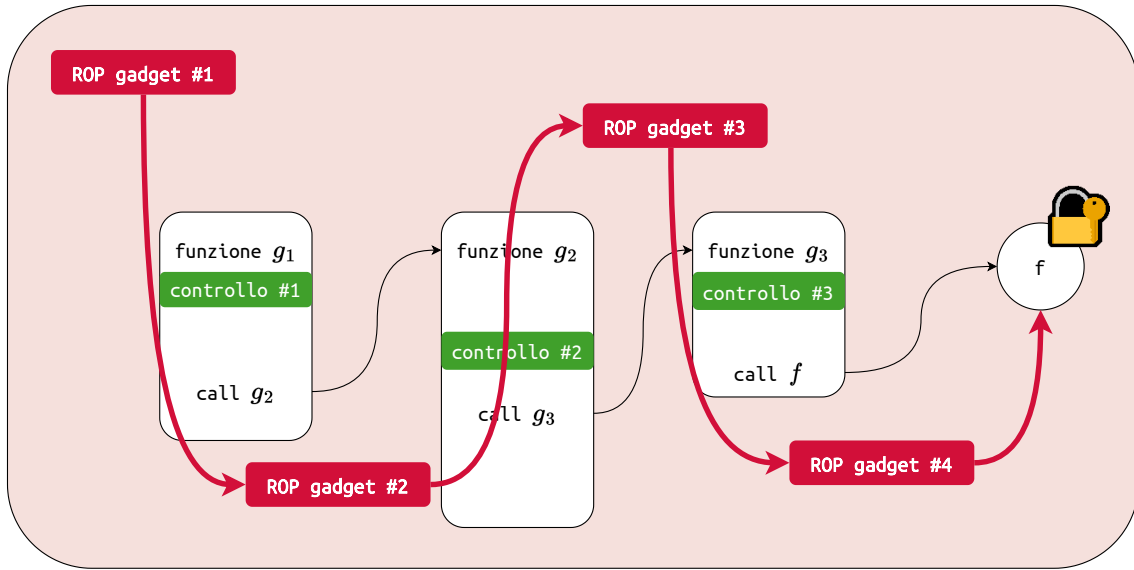 ROP gadget #1
ROP gadget #3
funzione g₁
controllo #1
call g₂
funzione g₂
controllo #2
call g₃
funzione g₃
controllo #3
call f
f
ROP gadget #2
ROP gadget #4